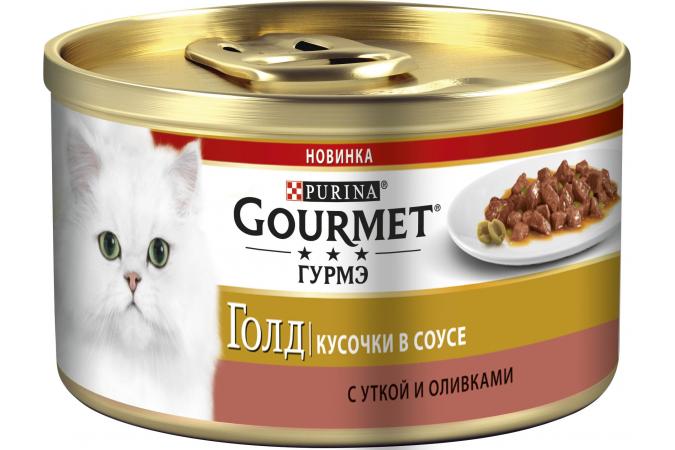 НОВИНКА
PURINA®
GOURMET®
ГУРМЭ
ГОЛД | КУСОЧКИ В СОУСЕ
С УТКОЙ И ОЛИВКАМИ